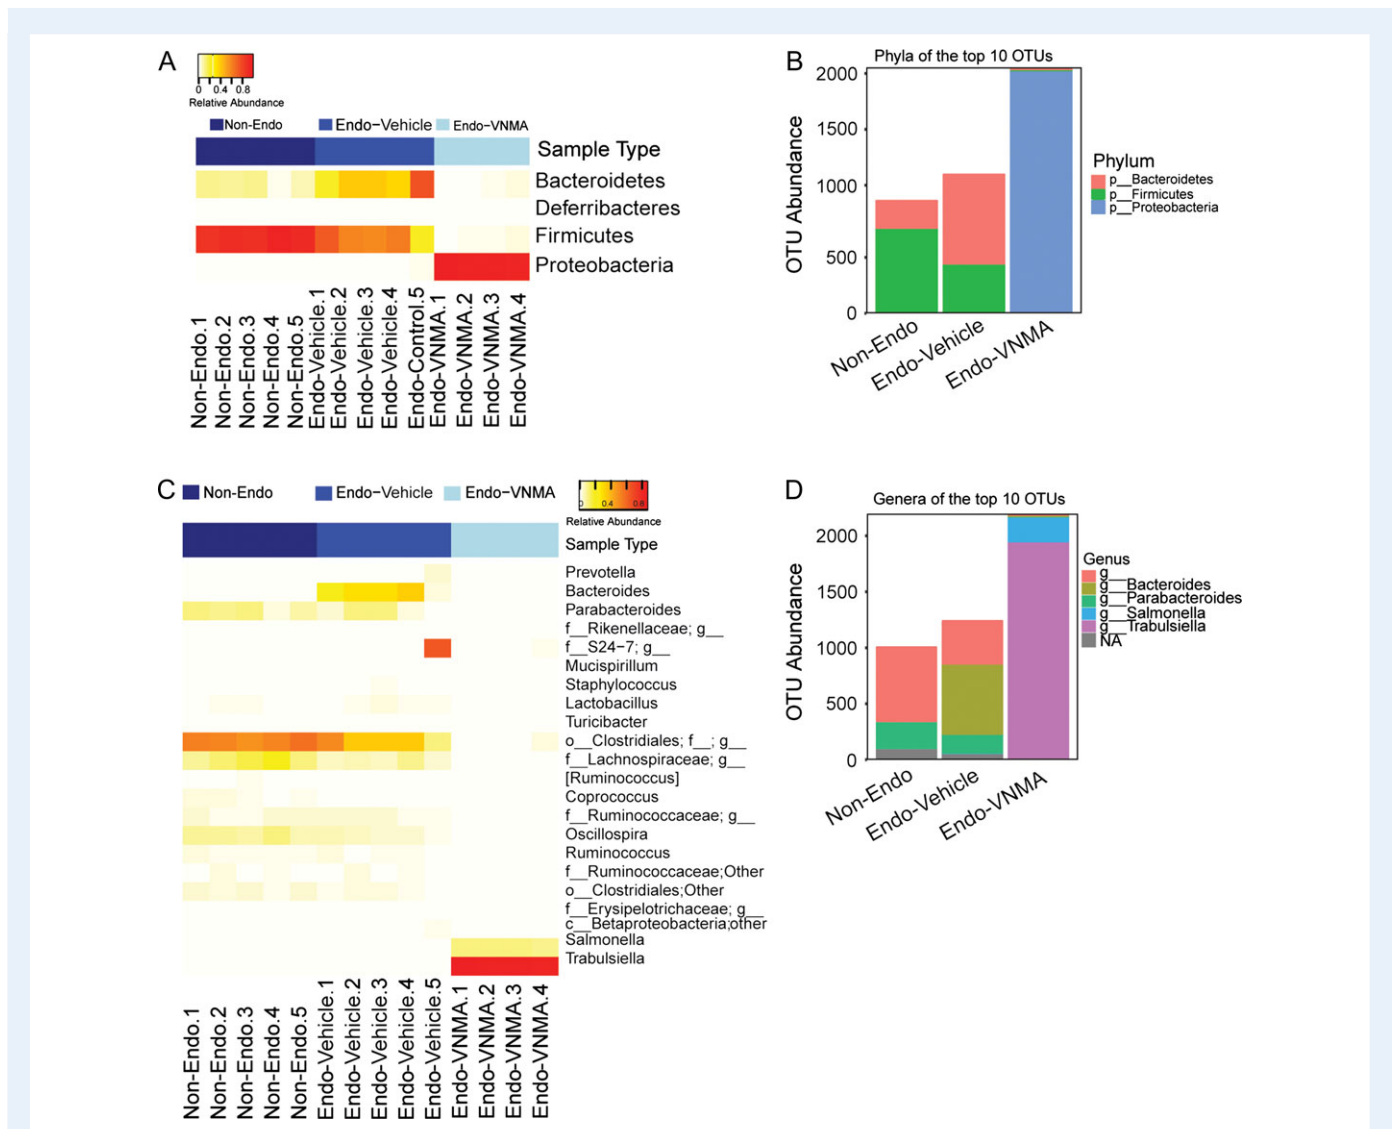 A
0 0.4 0.8
Relative Abundance
Non-Endo Endo-Vehicle Endo-VNMA
Sample Type
Bacteroidetes
Deferribacteres
Firmicutes
Proteobacteria
Non-Endo.1
Non-Endo.2
Non-Endo.3
Non-Endo.4
Non-Endo.5
Endo-Vehicle.1
Endo-Vehicle.2
Endo-Vehicle.3
Endo-Vehicle.4
Endo-Control.5
Endo-VNMA.1
Endo-VNMA.2
Endo-VNMA.3
Endo-VNMA.4
B
Phyla of the top 10 OTUs
OTU Abundance
2000
1500
1000
500
0
Non-Endo
Endo-Vehicle
Endo-VNMA
Phylum
p__Bacteroidetes
p__Firmicutes
p__Proteobacteria
C
Non-Endo Endo-Vehicle Endo-VNMA
0 0.4 0.8
Relative Abundance
Sample Type
Prevotella
Bacteroides
Parabacteroides
f__Rikenellaceae; g__
f__S24-7; g__
Mucispirillum
Staphylococcus
Lactobacillus
Turicibacter
o__Clostridiales; f__; g__
f__Lachnospiraceae; g__
[Ruminococcus]
Coprococcus
f__Ruminococcaceae; g__
Oscillospira
Ruminococcus
f__Ruminococcaceae;Other
o__Clostridiales;Other
f__Erysipelotrichaceae; g__
c__Betaproteobacteria;other
Salmonella
Trabulsiella
Non-Endo.1
Non-Endo.2
Non-Endo.3
Non-Endo.4
Non-Endo.5
Endo-Vehicle.1
Endo-Vehicle.2
Endo-Vehicle.3
Endo-Vehicle.4
Endo-Vehicle.5
Endo-VNMA.1
Endo-VNMA.2
Endo-VNMA.3
Endo-VNMA.4
D
Genera of the top 10 OTUs
OTU Abundance
2000
1500
1000
500
0
Non-Endo
Endo-Vehicle
Endo-VNMA
Genus
g__
g__Bacteroides
g__Parabacteroides
g__Salmonella
g__Trabulsiella
NA